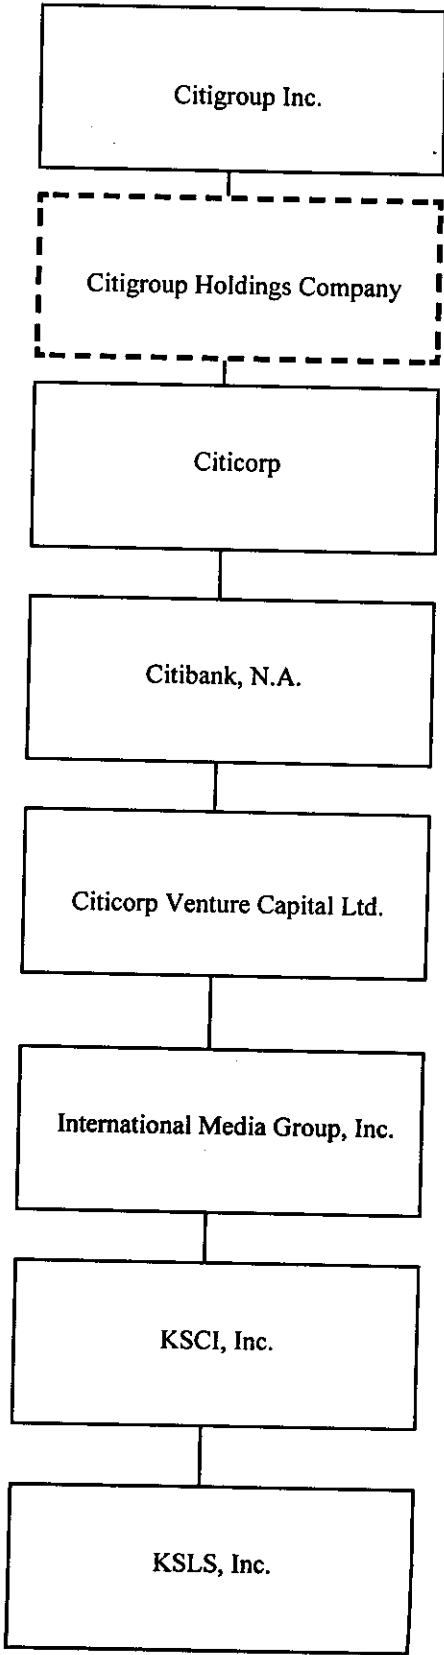 Citigroup Inc.
Citigroup Holdings Company
Citicorp
Citibank, N.A.
Citicorp Venture Capital Ltd.
International Media Group, Inc.
KSCI, Inc.
KSLS, Inc.